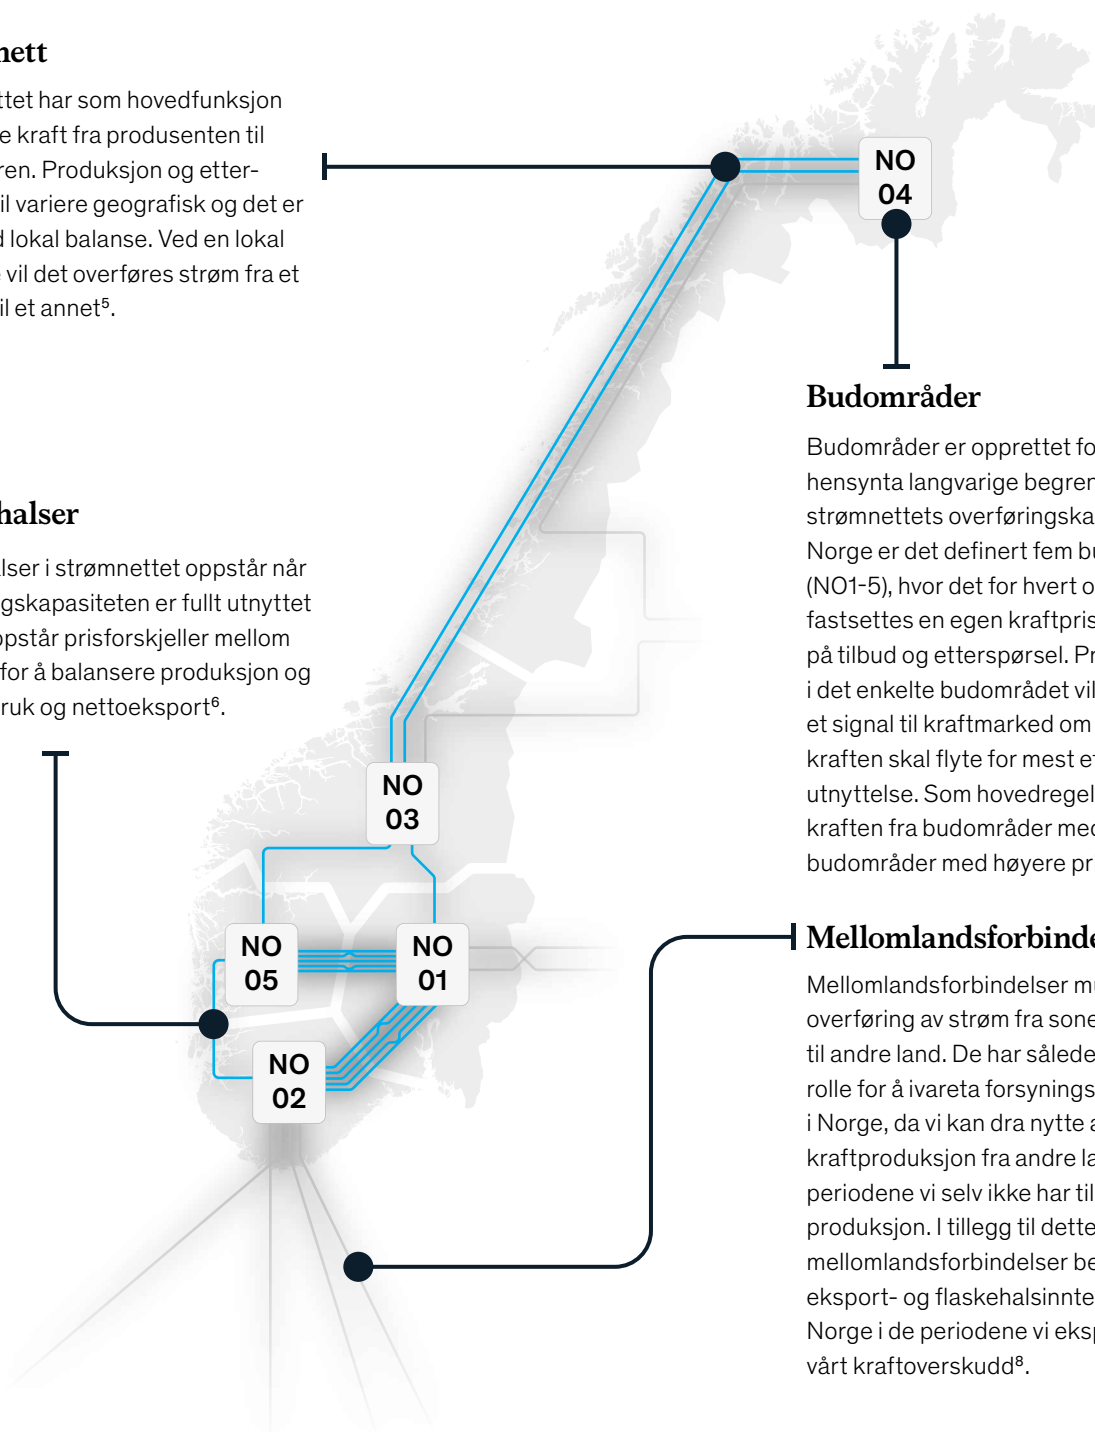 nett
ttet har som hovedfunksjon
e kraft fra produsenten til
ren. Produksjon og etter-
il variere geografisk og det er
d lokal balanse. Ved en lokal
vil det overføres strøm fra et
il et annet⁵.
NO
04
Budområder
Budområder er opprettet fo
hensynta langvarige begren
strømnettets overføringska
Norge er det definert fem bu
(NO1-5), hvor det for hvert o
fastsettes en egen kraftpris
på tilbud og etterspørsel. Pr
i det enkelte budområdet vil
et signal til kraftmarked om
kraften skal flyte for mest ef
utnyttelse. Som hovedregel
kraften fra budområder med
budområder med høyere pr
halser
lser i strømnettet oppstår når
gskapasiteten er fullt utnyttet
ppstår prisforskjeller mellom
for å balansere produksjon og
ruk og nettoeksport⁶.
NO
03
NO
05
NO
01
NO
02
Mellomlandsforbinde
Mellomlandsforbindelser mu
overføring av strøm fra sone
til andre land. De har sålede
rolle for å ivareta forsynings
i Norge, da vi kan dra nytte a
kraftproduksjon fra andre la
periodene vi selv ikke har til
produksjon. I tillegg til dette
mellomlandsforbindelser be
eksport- og flaskehalsinnte
Norge i de periodene vi eksp
vårt kraftoverskudd⁸.